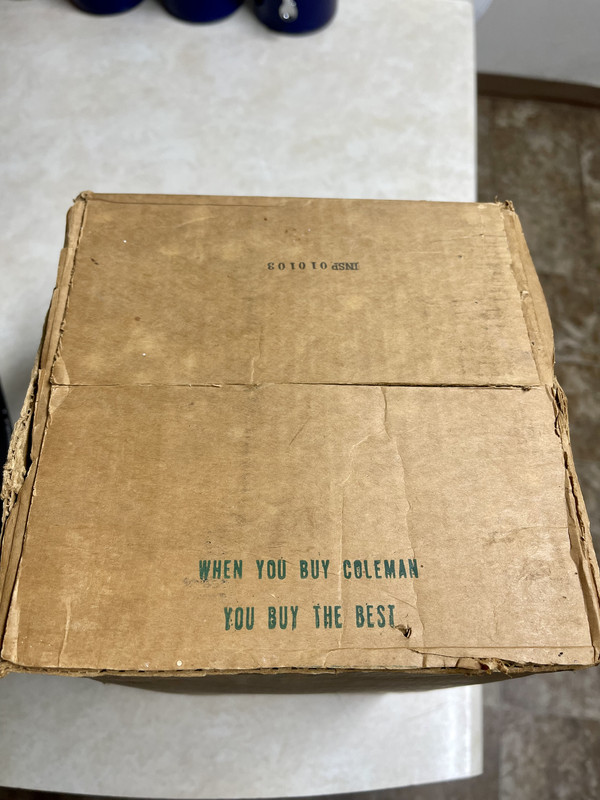 INSP 010103
WHEN YOU BUY COLEMAN
YOU BUY THE BEST